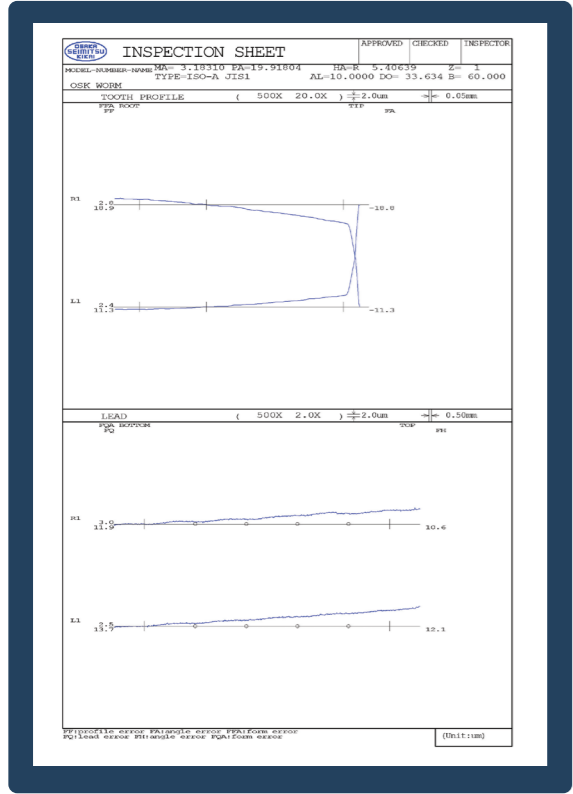 OSAKA
SEIMITSU
KIKAI
INSPECTION SHEET
APPROVED CHECKED INSPECTOR
MODEL-NUMBER-NAME MA= 3.18310 PA=19.91804 HA=R 5.40639 Z= 1
TYPE=ISO-A JIS1 AL=10.0000 DO= 33.634 B= 60.000
OSK WORM
TOOTH PROFILE ( 500X 20.0X ) 2.0um 0.05mm
FFA ROOT TIP
FF FA
R1 2.8
18.9 -18.8
L1 2.4
11.3 -11.3
LEAD ( 500X 2.0X ) 2.0um 0.50mm
FQA BOTTOM TOP
FQ FH
R1 3.0
11.9 10.6
L1 2.5
13.7 12.1
FF:profile error FA:angle error FFA:form error
FQ:lead error FH:angle error FQA:form error
(Unit:um)